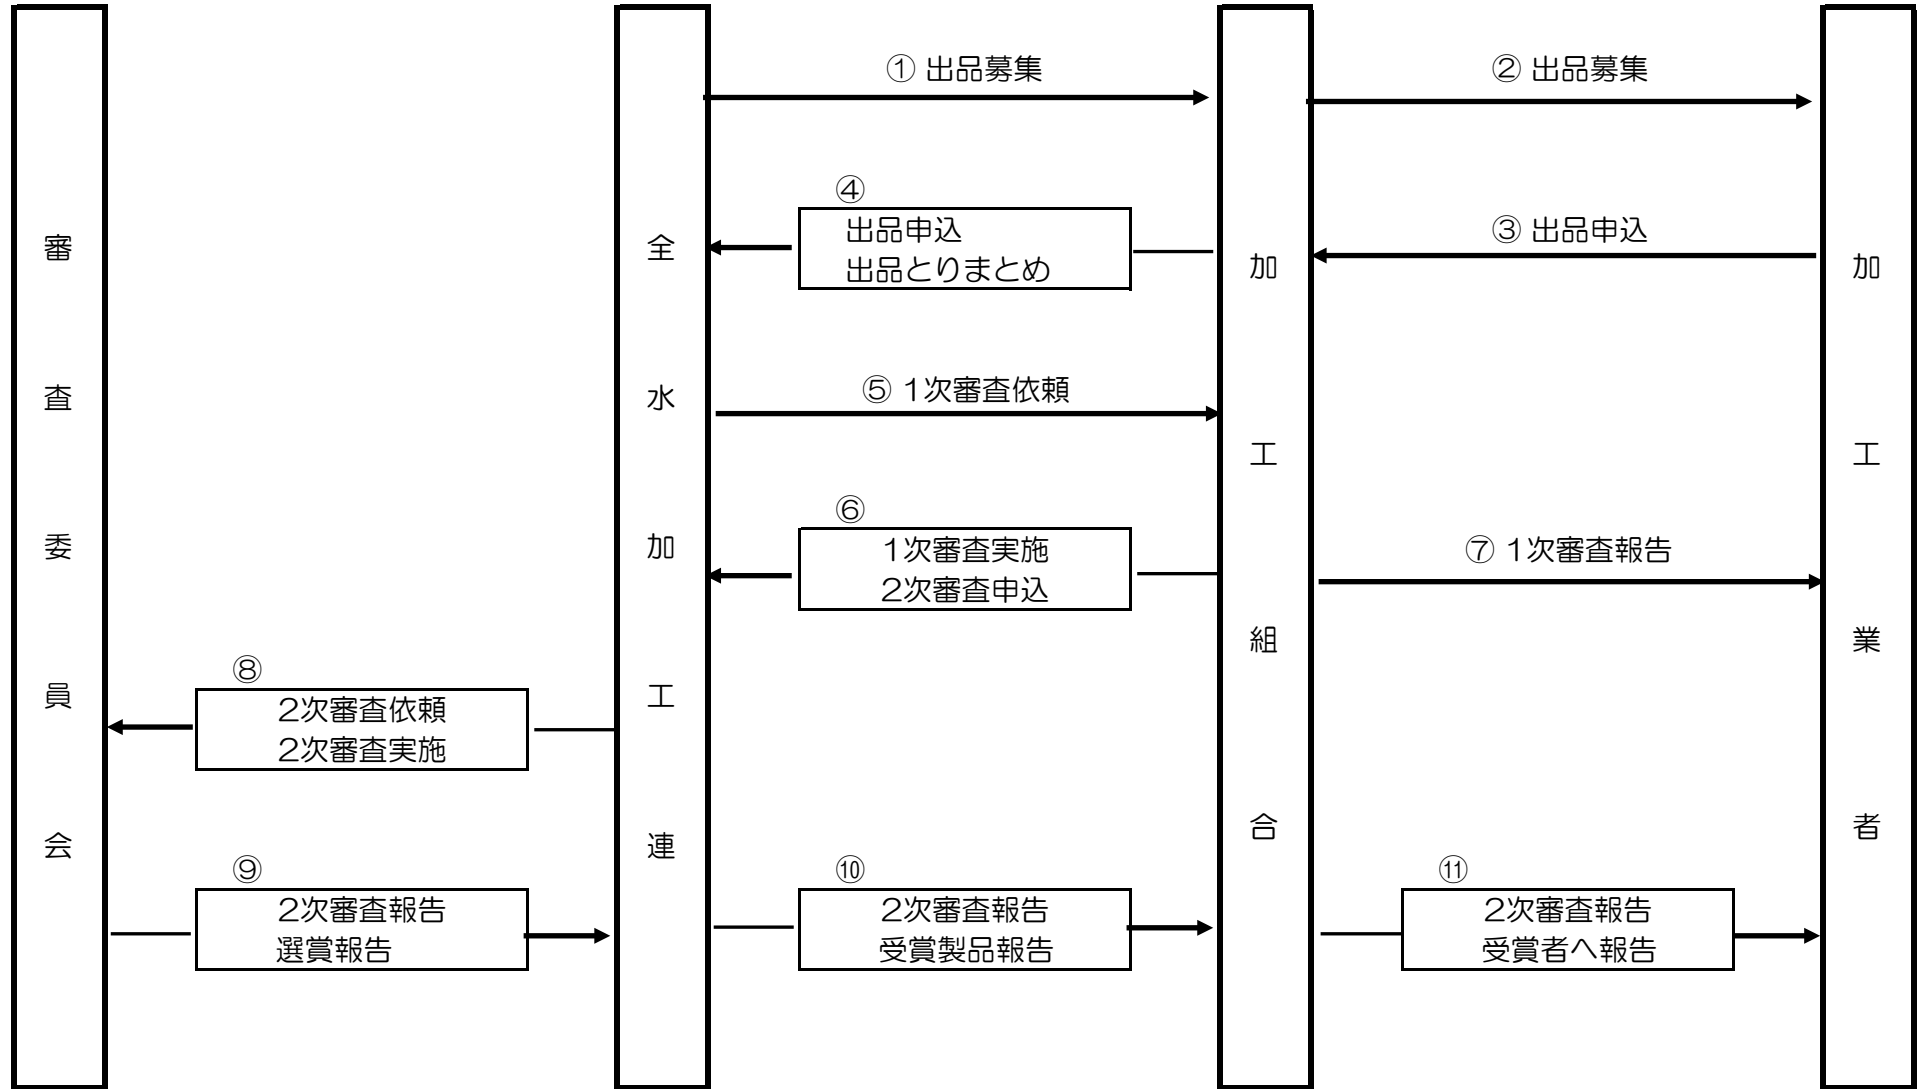 審査委員会
全水加工連
加工組合
加工業者
① 出品募集
② 出品募集
③ 出品申込
④
出品申込
出品とりまとめ
⑤ 1次審査依頼
⑥
1次審査実施
2次審査申込
⑦ 1次審査報告
⑧
2次審査依頼
2次審査実施
⑨
2次審査報告
選賞報告
⑩
2次審査報告
受賞製品報告
⑪
2次審査報告
受賞者へ報告